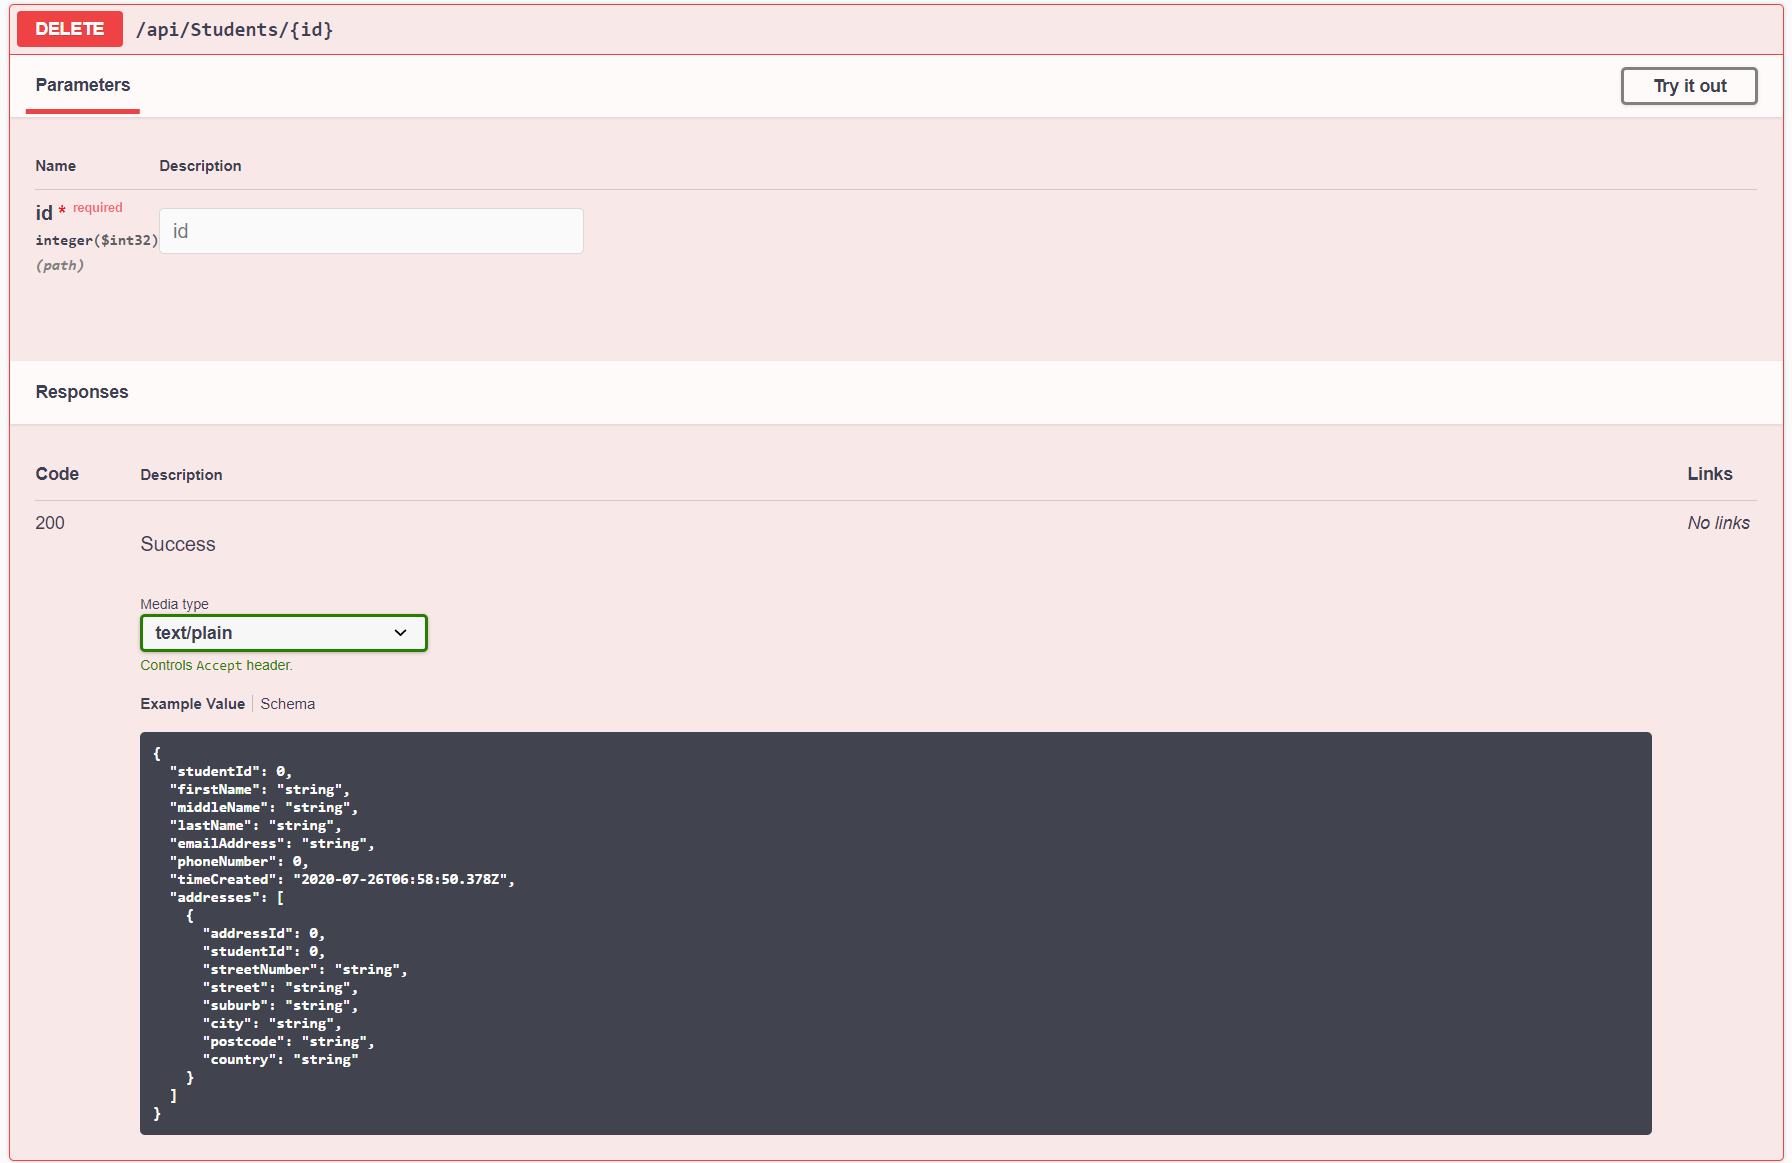 DELETE /api/Students/{id}
Parameters
Try it out
Name Description
id * required
integer($int32)
(path)
id
Responses
Code Description Links
200
Success
No links
Media type
text/plain
Controls Accept header.
Example Value Schema
{
  "studentId": 0,
  "firstName": "string",
  "middleName": "string",
  "lastName": "string",
  "emailAddress": "string",
  "phoneNumber": 0,
  "timeCreated": "2020-07-26T06:58:50.378Z",
  "addresses": [
    {
      "addressId": 0,
      "studentId": 0,
      "streetNumber": "string",
      "street": "string",
      "suburb": "string",
      "city": "string",
      "postcode": "string",
      "country": "string"
    }
  ]
}